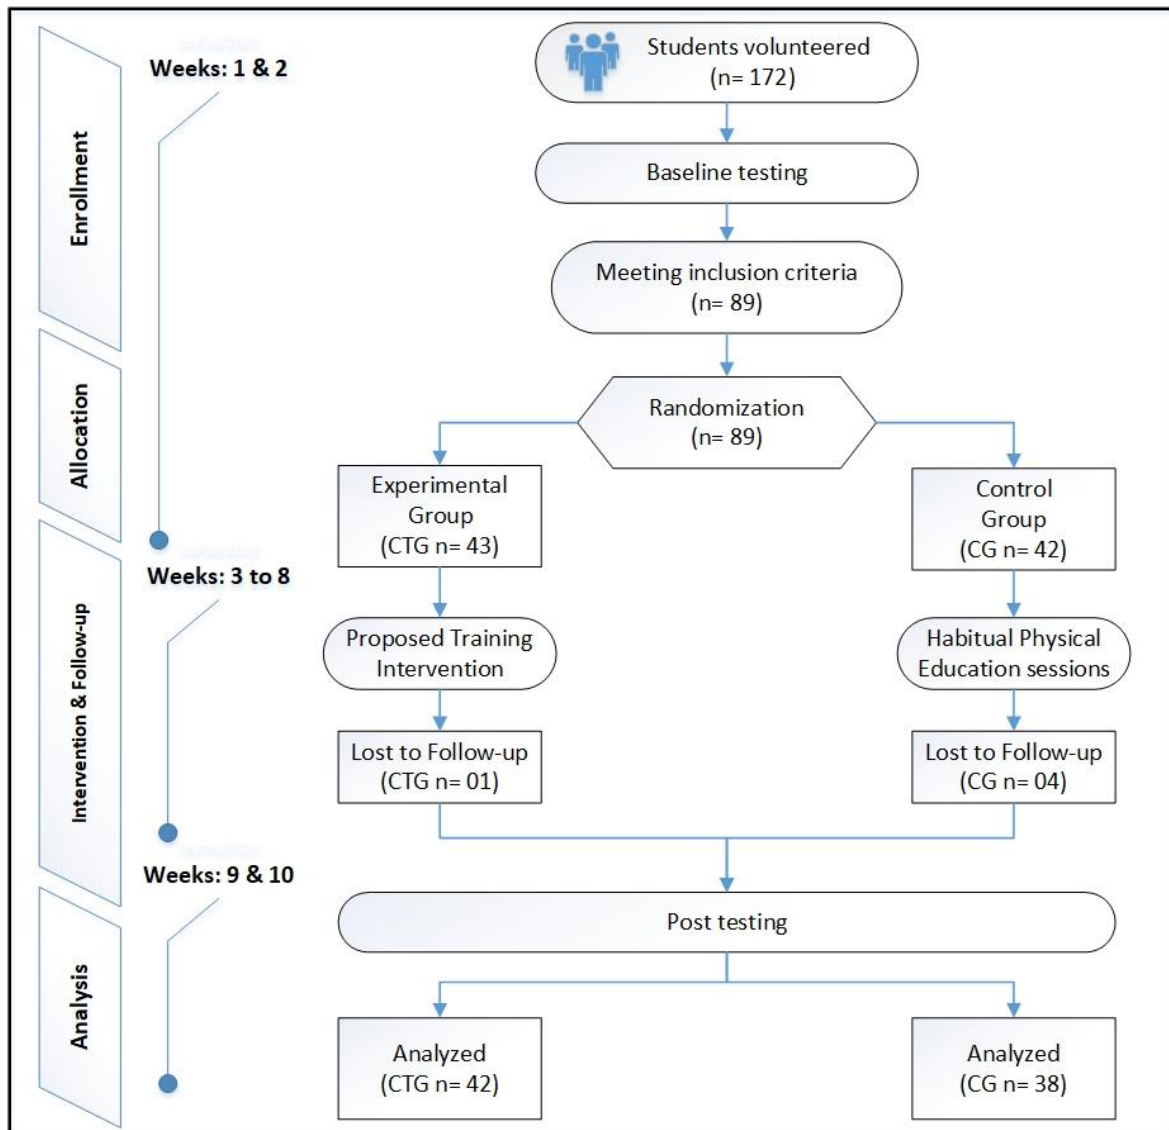 Enrollment
Allocation
Intervention & Follow-up
Analysis
Weeks: 1 & 2
Weeks: 3 to 8
Weeks: 9 & 10
Students volunteered
(n= 172)
Baseline testing
Meeting inclusion criteria
(n= 89)
Randomization
(n= 89)
Experimental
Group
(CTG n= 43)
Control
Group
(CG n= 42)
Proposed Training
Intervention
Habitual Physical
Education sessions
Lost to Follow-up
(CTG n= 01)
Lost to Follow-up
(CG n= 04)
Post testing
Analyzed
(CTG n= 42)
Analyzed
(CG n= 38)